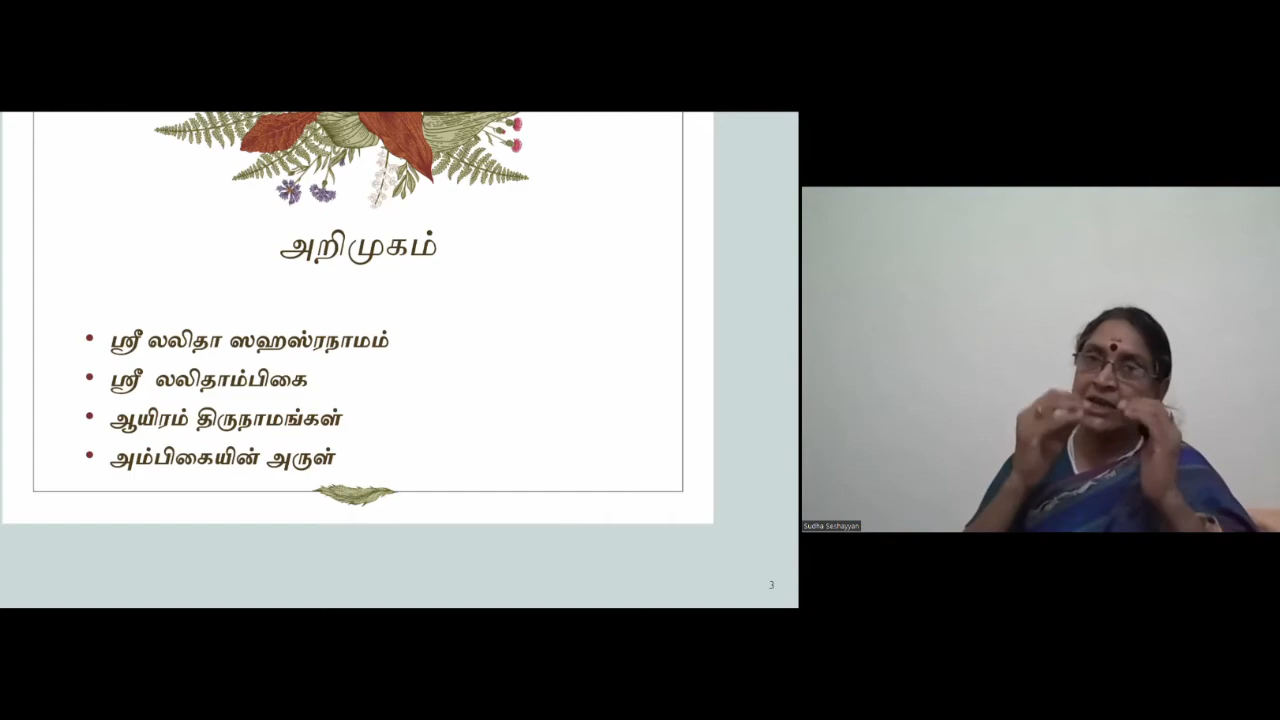 அறிமுகம்
• ஸ்ரீ லலிதா ஸஹஸ்ரநாமம்
• ஸ்ரீ லலிதாம்பிகை
• ஆயிரம் திருநாமங்கள்
• அம்பிகையின் அருள்
3
Sudha Seshayyan